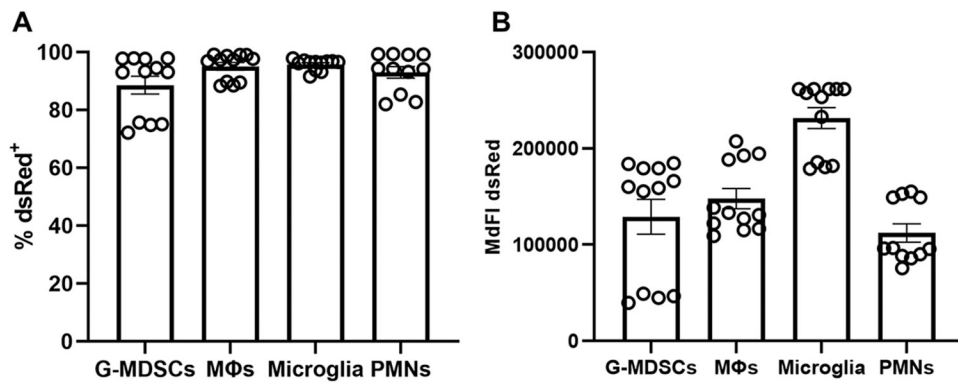 A
% dsRed⁺
100
80
60
40
20
0
G-MDSCs MΦs Microglia PMNs
B
MdFI dsRed
300000
200000
100000
0
G-MDSCs MΦs Microglia PMNs